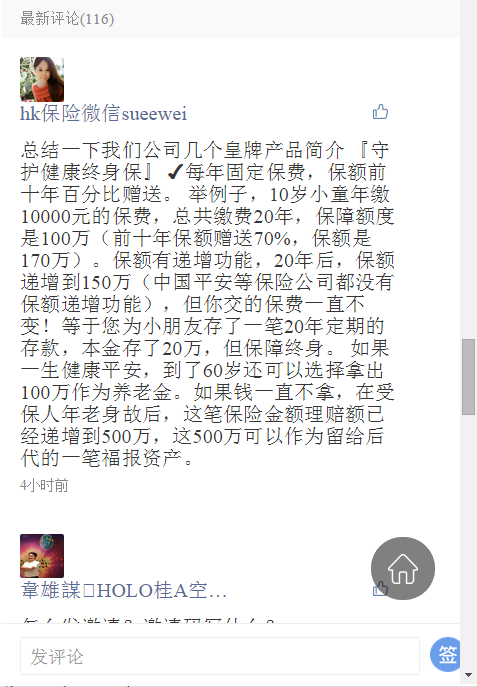 最新评论(116)
hk保险微信sueewei
总结一下我们公司几个皇牌产品简介 『守
护健康终身保』 ✔每年固定保费，保额前
十年百分比赠送。 举例子，10岁小童年缴
10000元的保费，总共缴费20年，保障额度
是100万（前十年保额赠送70%，保额是
170万）。保额有递增功能，20年后，保额
递增到150万（中国平安等保险公司都没有
保额递增功能），但你交的保费一直不
变！等于您为小朋友存了一笔20年定期的
存款，本金存了20万，但保障终身。 如果
一生健康平安，到了60岁还可以选择拿出
100万作为养老金。如果钱一直不拿，在受
保人年老身故后，这笔保险金额理赔额已
经递增到500万，这500万可以作为留给后
代的一笔福报资产。
4小时前
韋雄謀▯HOLO桂A空…
怎么发邀请？邀请码写什么？
发评论
签